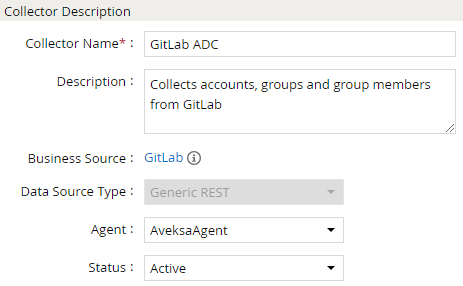 Collector Description
Collector Name* : GitLab ADC
Description : Collects accounts, groups and group members
from GitLab
Business Source : GitLab
Data Source Type : Generic REST
Agent : AveksaAgent
Status : Active